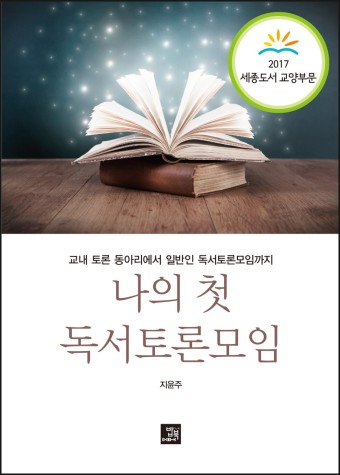 2017
세종도서 교양부문
교내 토론 동아리에서 일반인 독서토론모임까지
나의 첫
독서토론모임
지윤주